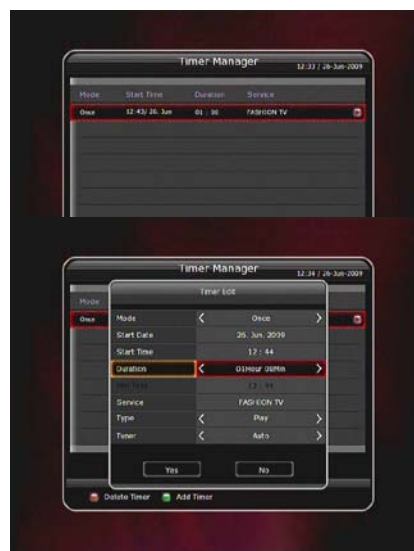 Timer Manager
12:33 / 26-Jun-2009
Mode Start Time Duration Service
Once 12:43/ 26. Jun 01 : 00 FASHION TV
Timer Manager
12:34 / 26-Jun-2009
Timer Edit
Mode
Once
Mode Once
Start Date 26. Jun. 2009
Start Time 12 : 44
Duration 01Hour 00Min
12 : 44
Service FASHION TV
Type Play
Tuner Auto
Yes No
Delete Timer Add Timer